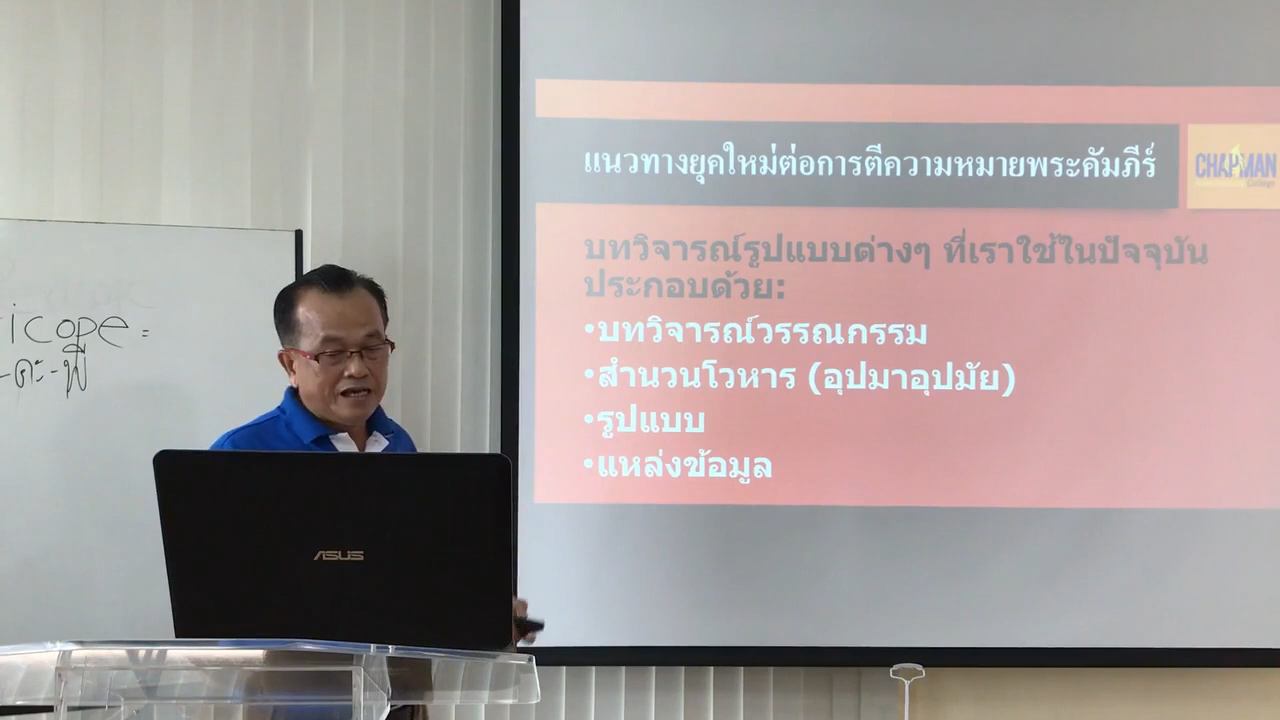 แนวทางยุคใหม่ต่อการตีความหมายพระคัมภีร์
CHAPMAN
College
บทวิจารณ์รูปแบบต่างๆ ที่เราใช้ในปัจจุบัน
ประกอบด้วย:
•บทวิจารณ์วรรณกรรม
•สำนวนโวหาร (อุปมาอุปมัย)
•รูปแบบ
•แหล่งข้อมูล
icope =
-คะ-พี
ASUS